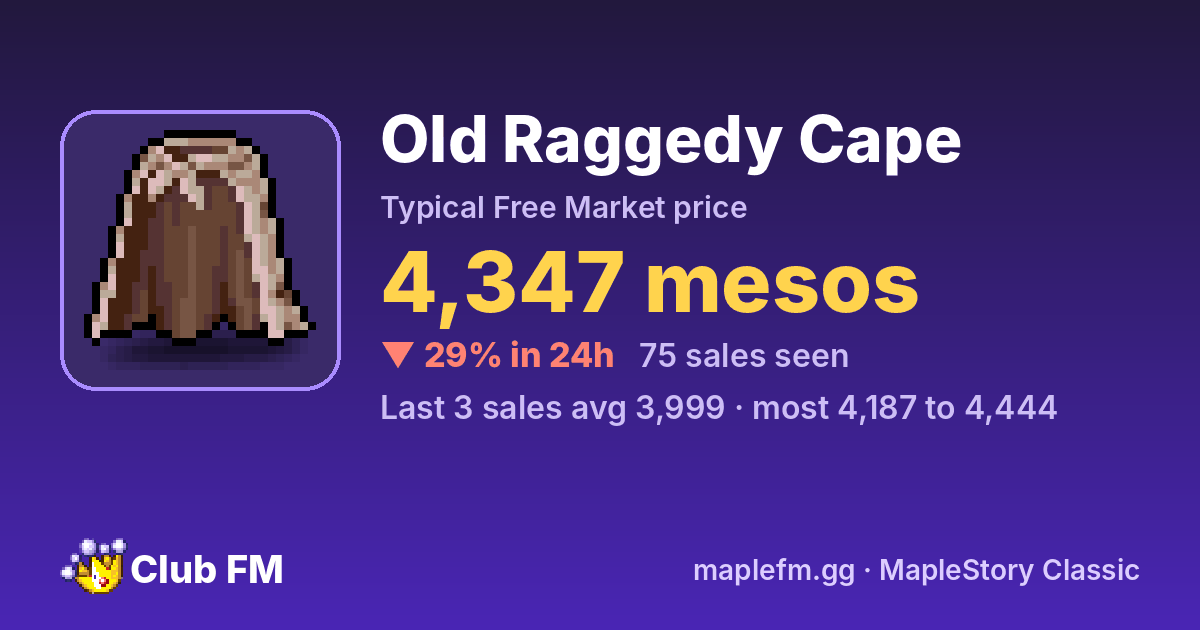 Old Raggedy Cape
Typical Free Market price
4,347 mesos
▼ 29% in 24h 75 sales seen
Last 3 sales avg 3,999 · most 4,187 to 4,444
Club FM
maplefm.gg · MapleStory Classic